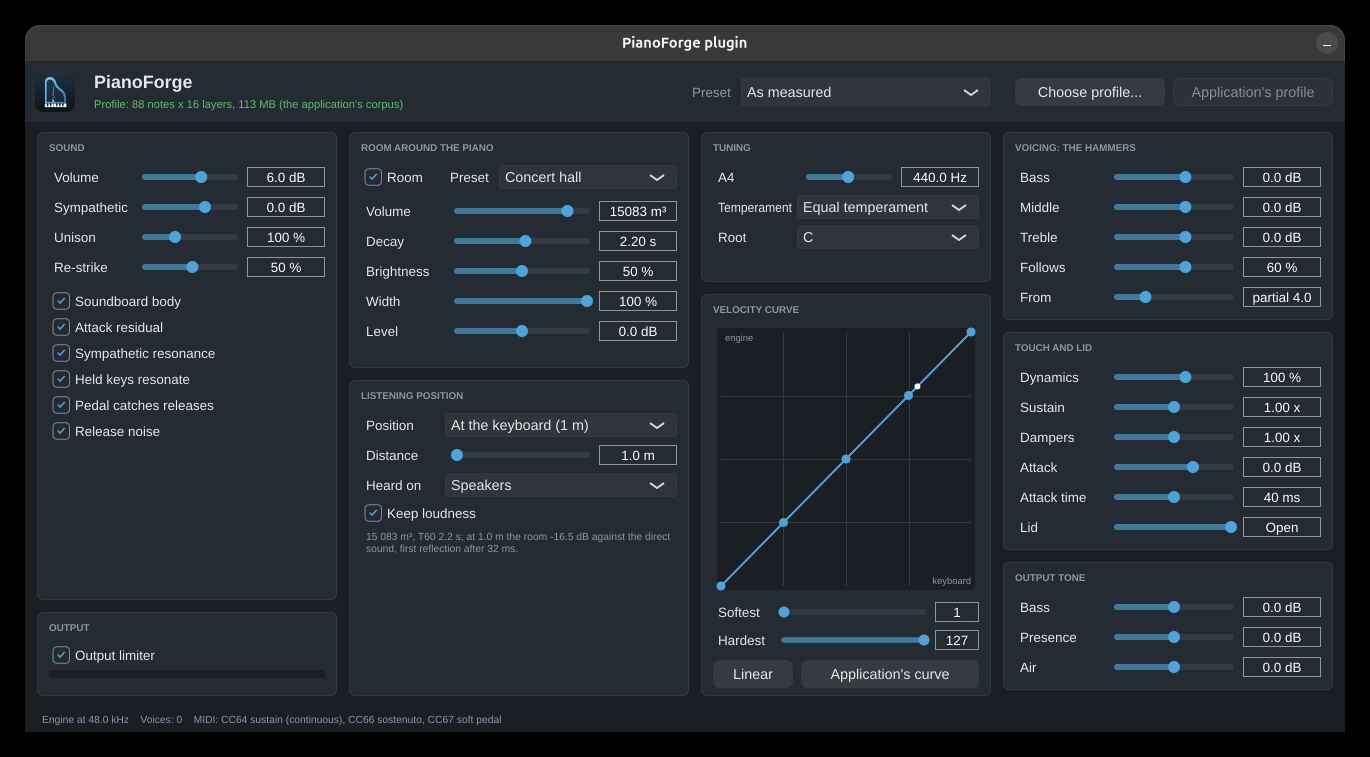 PianoForge plugin
PianoForge
Profile: 88 notes x 16 layers, 113 MB (the application's corpus)
Preset As measured
Choose profile...
Application's profile
SOUND
Volume 6.0 dB
Sympathetic 0.0 dB
Unison 100 %
Re-strike 50 %
Soundboard body
Attack residual
Sympathetic resonance
Held keys resonate
Pedal catches releases
Release noise
OUTPUT
Output limiter
ROOM AROUND THE PIANO
Room Preset Concert hall
Volume 15083 m³
Decay 2.20 s
Brightness 50 %
Width 100 %
Level 0.0 dB
LISTENING POSITION
Position At the keyboard (1 m)
Distance 1.0 m
Heard on Speakers
Keep loudness
15 083 m³, T60 2.2 s; at 1.0 m the room -16.5 dB against the direct
sound, first reflection after 32 ms.
TUNING
A4 440.0 Hz
Temperament Equal temperament
Root C
VELOCITY CURVE
engine
keyboard
Softest 1
Hardest 127
Linear
Application's curve
VOICING: THE HAMMERS
Bass 0.0 dB
Middle 0.0 dB
Treble 0.0 dB
Follows 60 %
From partial 4.0
TOUCH AND LID
Dynamics 100 %
Sustain 1.00 x
Dampers 1.00 x
Attack 0.0 dB
Attack time 40 ms
Lid Open
OUTPUT TONE
Bass 0.0 dB
Presence 0.0 dB
Air 0.0 dB
Engine at 48.0 kHz Voices: 0 MIDI: CC64 sustain (continuous), CC66 sostenuto, CC67 soft pedal